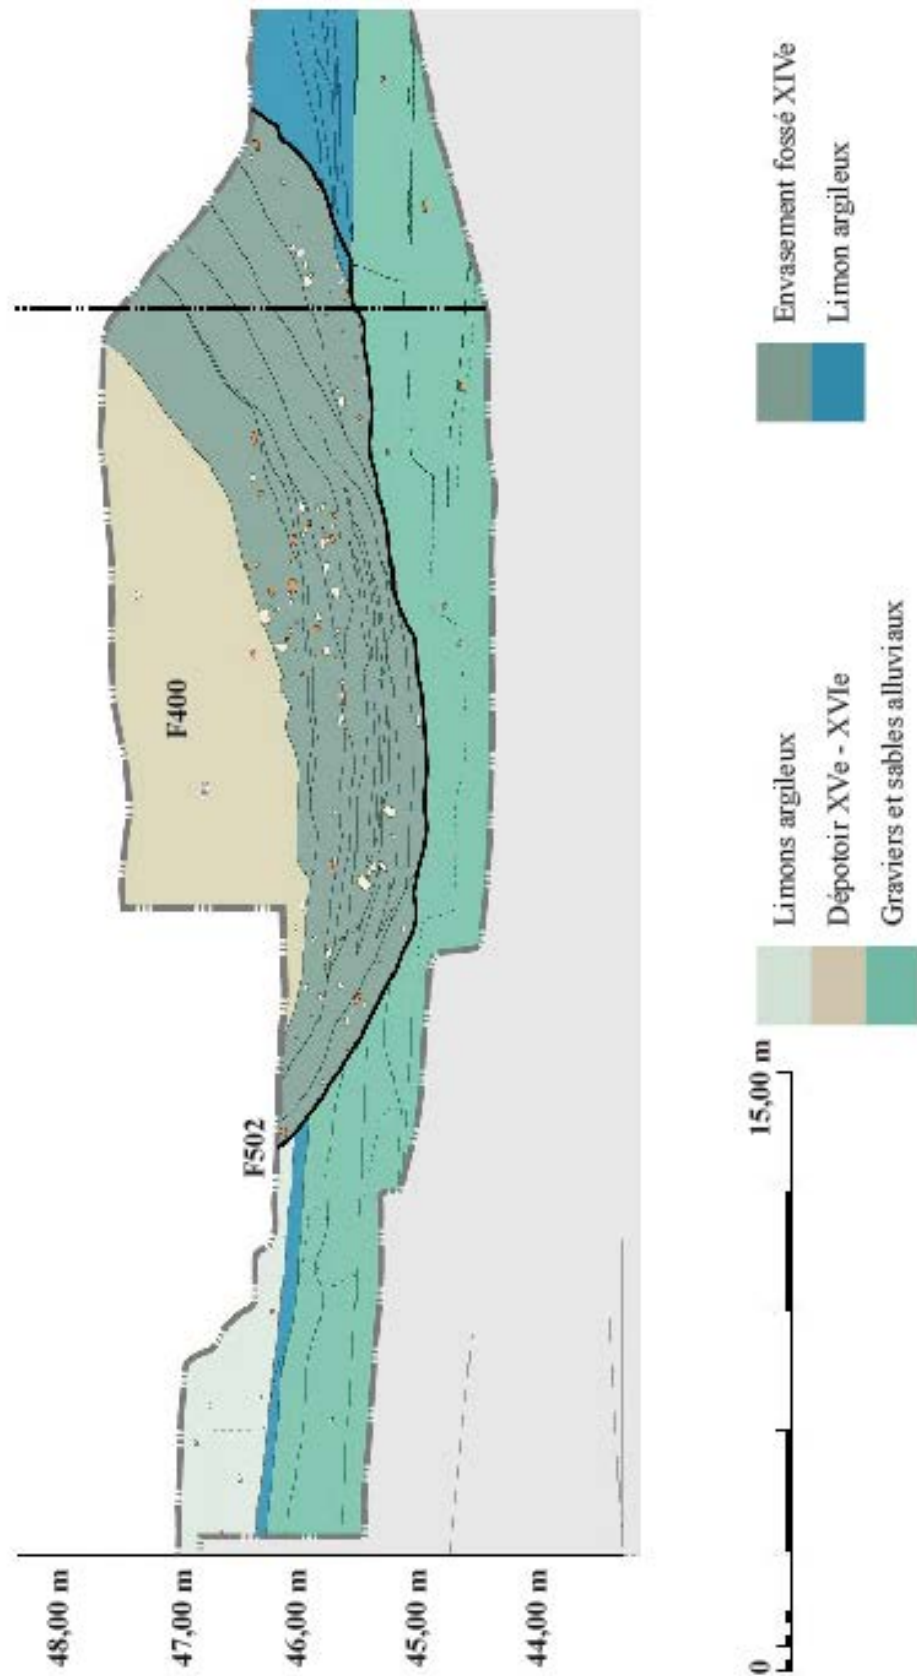 48,00 m
47,00 m
46,00 m
45,00 m
44,00 m
F502
F400
0
15,00 m
Limons argileux
Dépotoir XVe - XVIe
Graviers et sables alluviaux
Envasement fossé XIVe
Limon argileux